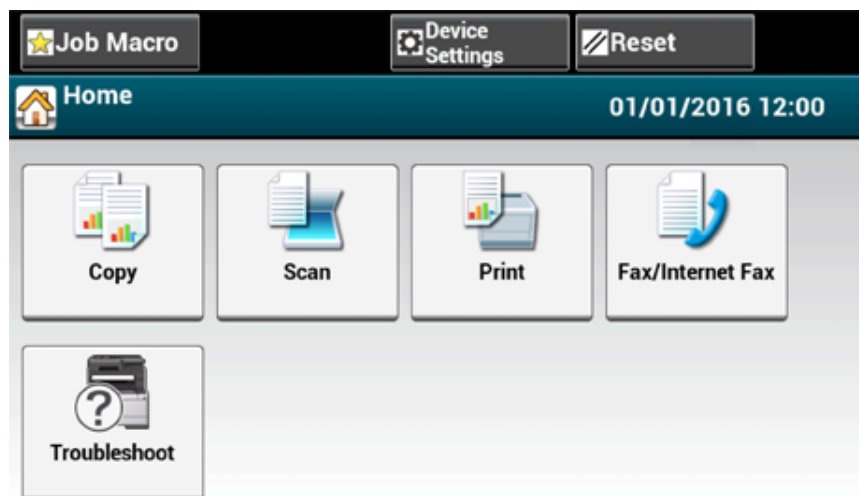 Job Macro
Device
Settings
Reset
Home
01/01/2016 12:00
Copy
Scan
Print
Fax/Internet Fax
Troubleshoot